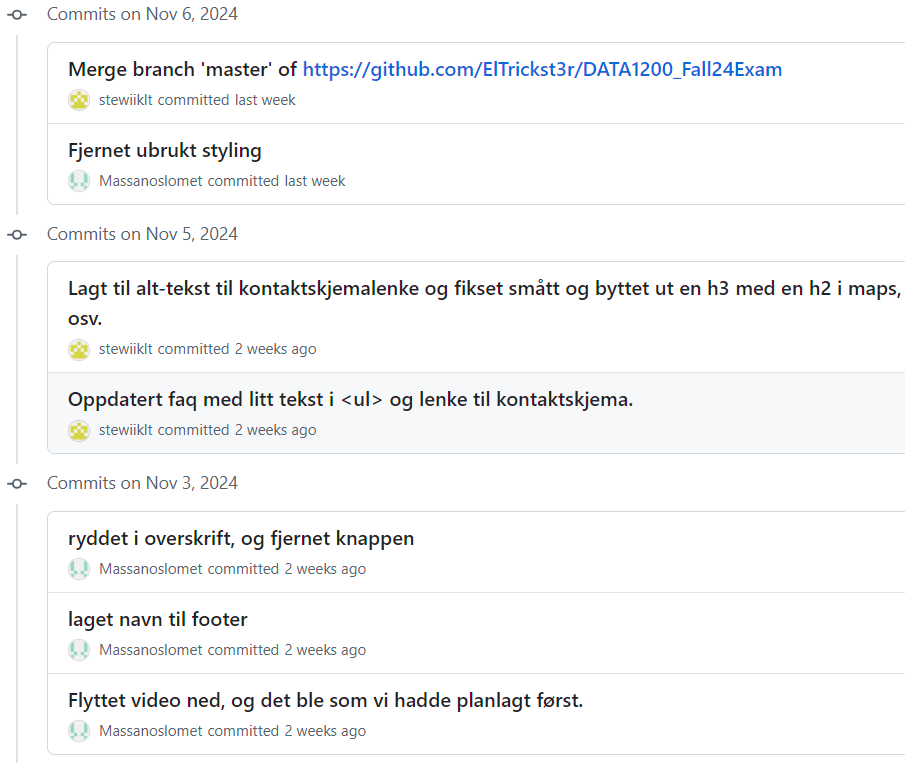 Commits on Nov 6, 2024
Merge branch 'master' of https://github.com/ElTrickst3r/DATA1200_Fall24Exam
stewiiklt committed last week
Fjernet ubrukt styling
Massanoslomet committed last week
Commits on Nov 5, 2024
Lagt til alt-tekst til kontaktskjemalenke og fikset smått og byttet ut en h3 med en h2 i maps,
osv.
stewiiklt committed 2 weeks ago
Oppdatert faq med litt tekst i <ul> og lenke til kontaktskjema.
stewiiklt committed 2 weeks ago
Commits on Nov 3, 2024
ryddet i overskrift, og fjernet knappen
Massanoslomet committed 2 weeks ago
laget navn til footer
Massanoslomet committed 2 weeks ago
Flyttet video ned, og det ble som vi hadde planlagt først.
Massanoslomet committed 2 weeks ago